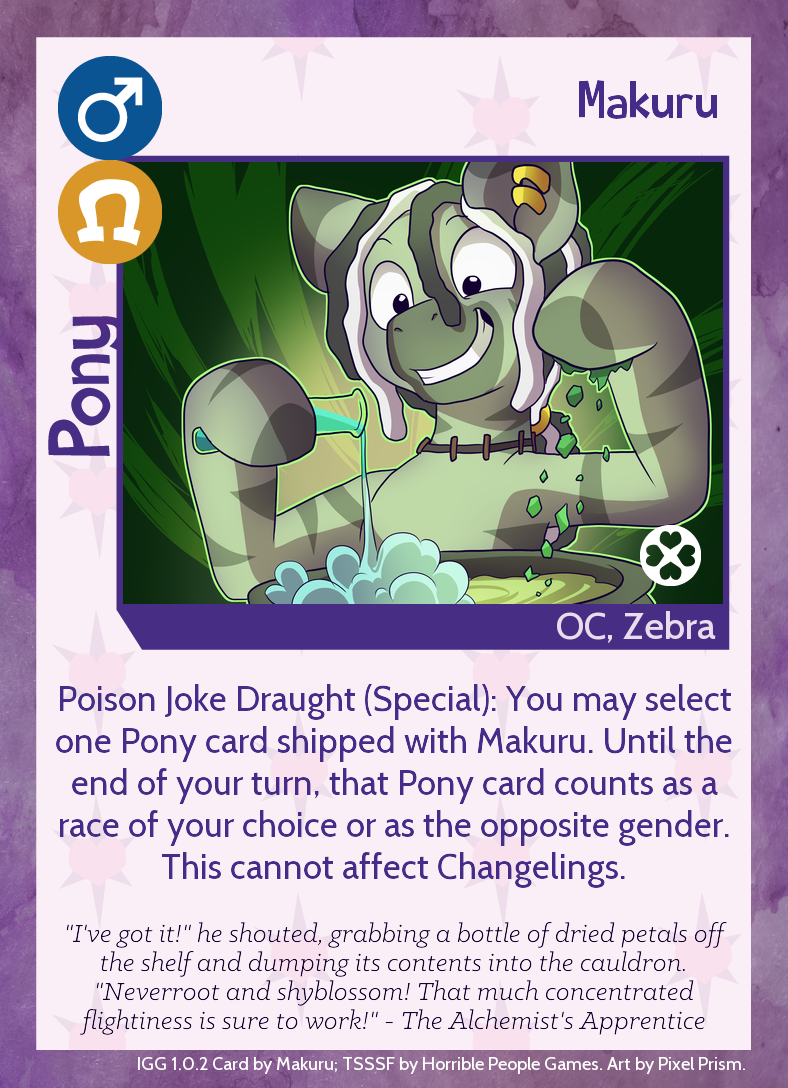 Makuru
Pony
OC, Zebra
Poison Joke Draught (Special): You may select
one Pony card shipped with Makuru. Until the
end of your turn, that Pony card counts as a
race of your choice or as the opposite gender.
This cannot affect Changelings.
"I've got it!" he shouted, grabbing a bottle of dried petals off
the shelf and dumping its contents into the cauldron.
"Neverroot and shyblossom! That much concentrated
flightiness is sure to work!" - The Alchemist's Apprentice
IGG 1.0.2 Card by Makuru; TSSSF by Horrible People Games. Art by Pixel Prism.